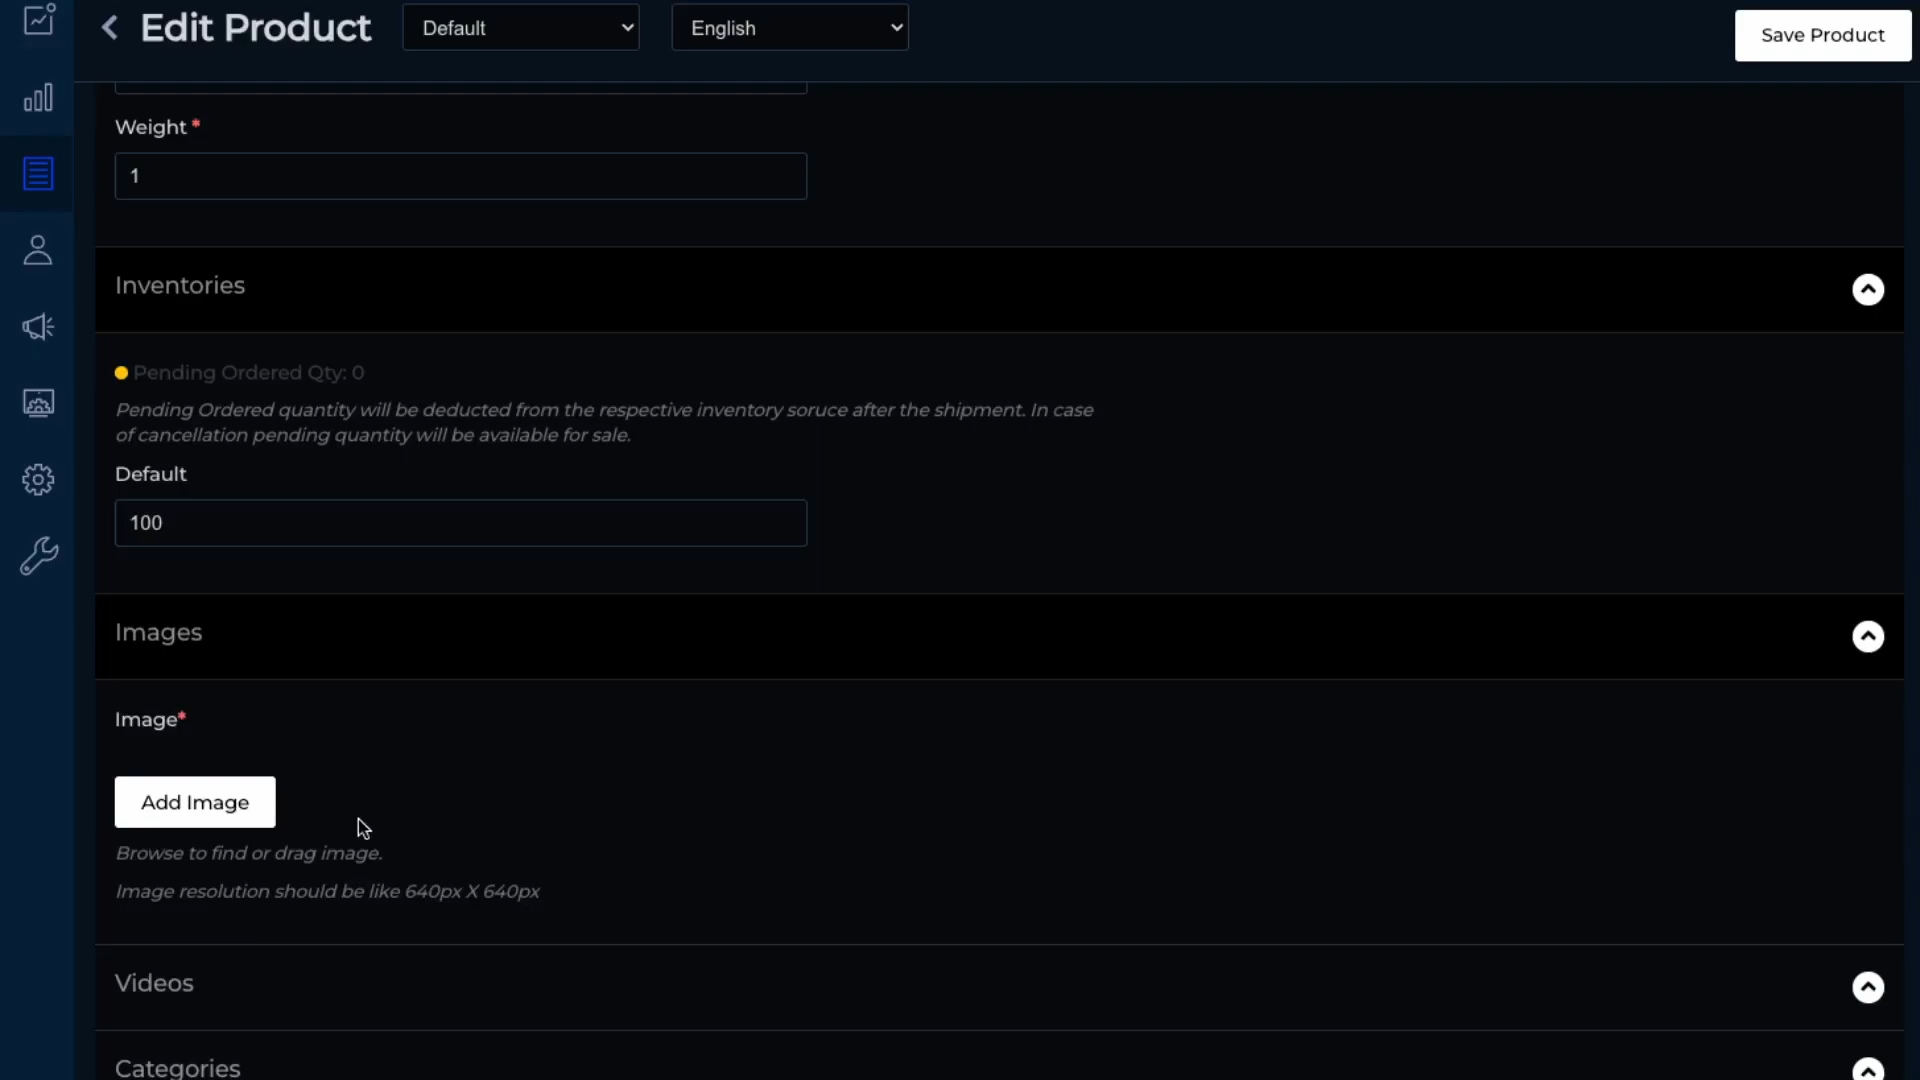 Edit Product
Default
English
Save Product
Weight *
1
Inventories
Pending Ordered Qty: 0
Pending Ordered quantity will be deducted from the respective inventory soruce after the shipment. In case
of cancellation pending quantity will be available for sale.
Default
100
Images
Image*
Add Image
Browse to find or drag image.
Image resolution should be like 640px X 640px
Videos
Categories